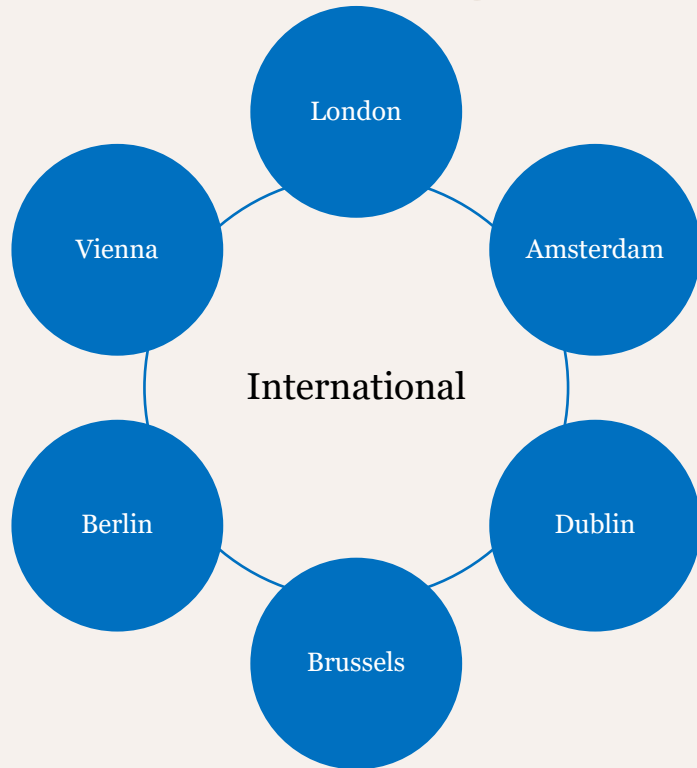 London
Amsterdam
Dublin
Brussels
Berlin
Vienna
International